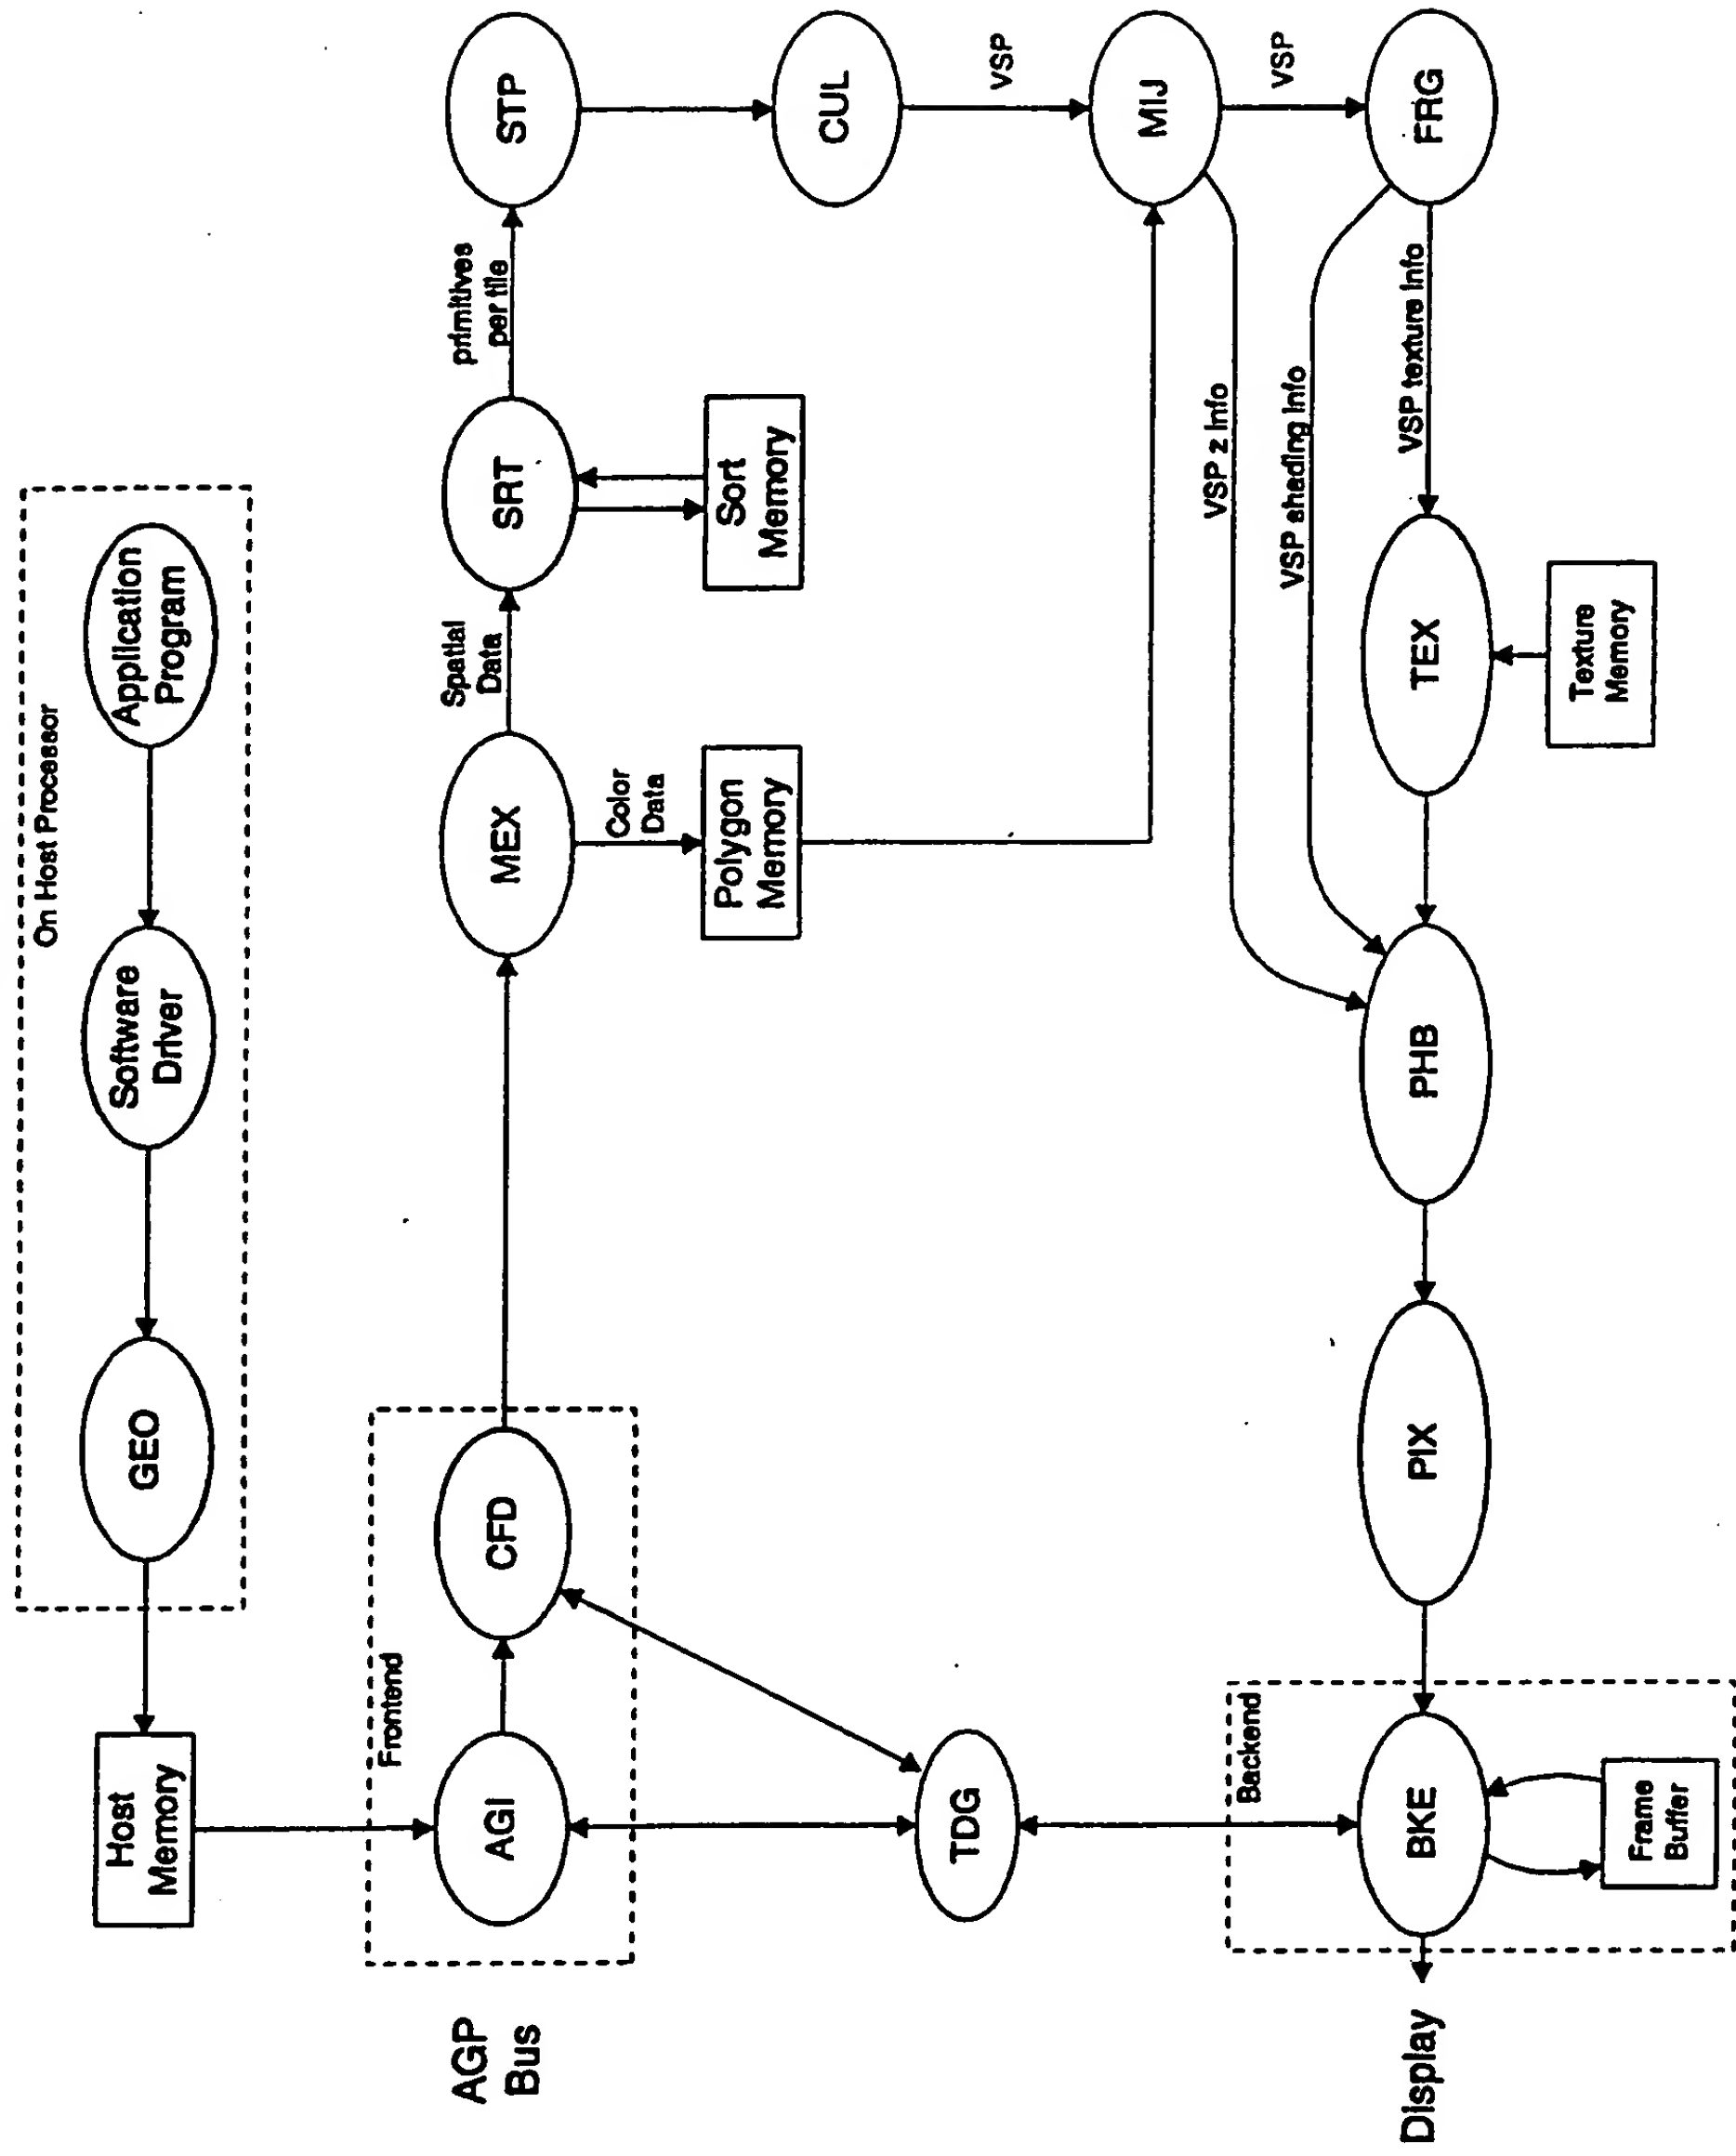 On Host Processor
Application
Program
Software
Driver
GEO
Host
Memory
AGP
Bus
Frontend
AGI
CFD
MEX
Spatial
Data
Color
Data
Polygon
Memory
SRT
Sort
Memory
primitives
per tile
STP
CUL
VSP
MIJ
VSP
FRG
VSP z Info
VSP shading Info
VSP texture Info
TEX
Texture
Memory
PHB
PIX
TDG
Backend
BKE
Frame
Buffer
Display